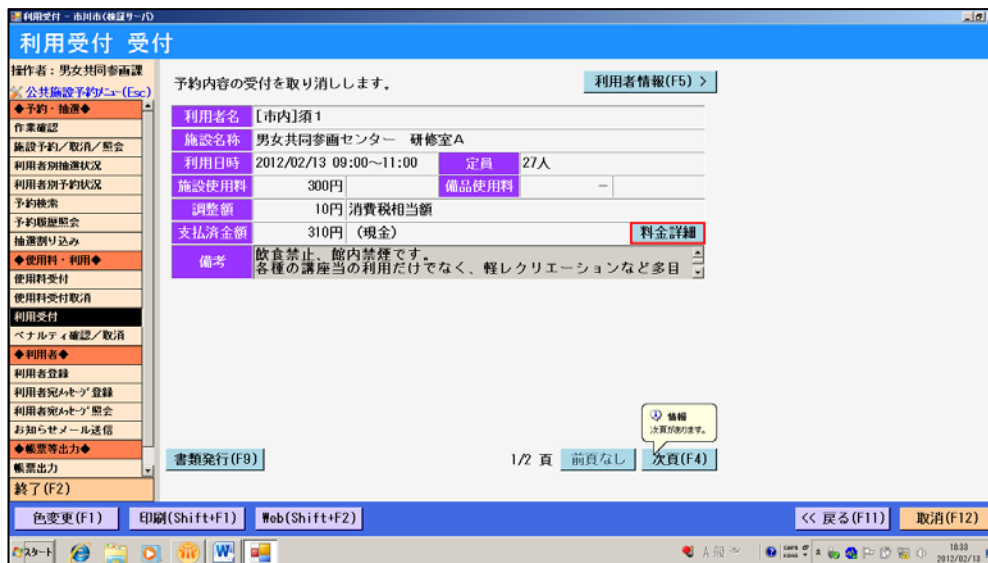 利用受付 - 市川市(検証サーバ)
利用受付 受付
操作者：男女共同参画課
公共施設予約メニュー(Esc)
◆予約・抽選◆
作業確認
施設予約／取消／照会
利用者別抽選状況
利用者別予約状況
予約検索
予約履歴照会
抽選割り込み
◆使用料・利用◆
使用料受付
使用料受付取消
利用受付
ペナルティ確認／取消
◆利用者◆
利用者登録
利用者宛ﾒｯｾｰｼﾞ登録
利用者宛ﾒｯｾｰｼﾞ照会
お知らせメール送信
◆帳票等出力◆
帳票出力
終了(F2)
予約内容の受付を取り消しします。
利用者情報(F5) >
利用者名 [市内]須1
施設名称 男女共同参画センター 研修室A
利用日時 2012/02/13 09:00～11:00 定員 27人
施設使用料 300円 備品使用料 －
調整額 10円 消費税相当額
支払済金額 310円 (現金) 料金詳細
備考 飲食禁止、館内禁煙です。
各種の講座当の利用だけでなく、軽レクリエーションなど多目
情報
次頁があります。
書類発行(F9) 1/2 頁 前頁なし 次頁(F4)
色変更(F1) 印刷(Shift+F1) Web(Shift+F2) << 戻る(F11) 取消(F12)
スタート A 般 CAPS KANA 18:33
2012/02/13